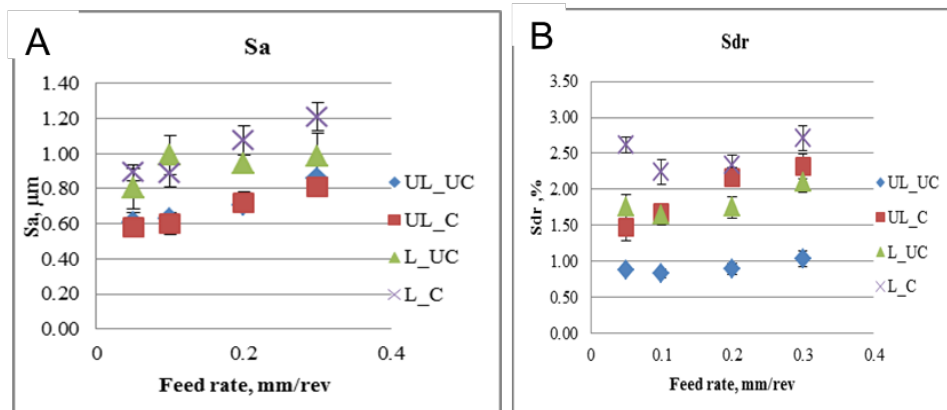 A
Sa
1.40
1.20
1.00
0.80
0.60
0.40
0.20
0.00
Sa, µm
0
0.2
0.4
Feed rate, mm/rev
UL_UC
UL_C
L_UC
L_C
B
Sdr
3.50
3.00
2.50
2.00
1.50
1.00
0.50
0.00
Sdr ,%
0
0.1
0.2
0.3
0.4
Feed rate, mm/rev
UL_UC
UL_C
L_UC
L_C